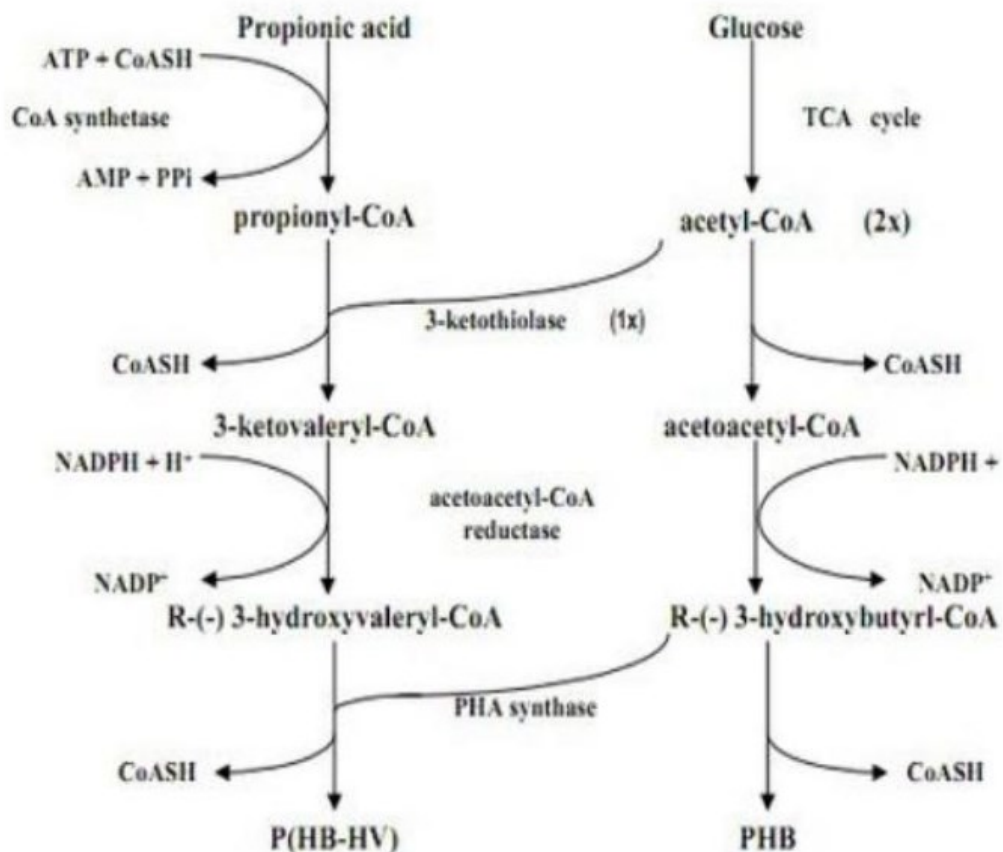 Propionic acid Glucose
ATP + CoASH
CoA synthetase TCA cycle
AMP + PPi
propionyl-CoA acetyl-CoA (2x)
3-ketothiolase (1x)
CoASH CoASH
3-ketovaleryl-CoA acetoacetyl-CoA
NADPH + H⁺ NADPH +
acetoacetyl-CoA
reductase
NADP⁺ NADP⁺
R-(-) 3-hydroxyvaleryl-CoA R-(-) 3-hydroxybutyrl-CoA
PHA synthase
CoASH CoASH
P(HB-HV) PHB